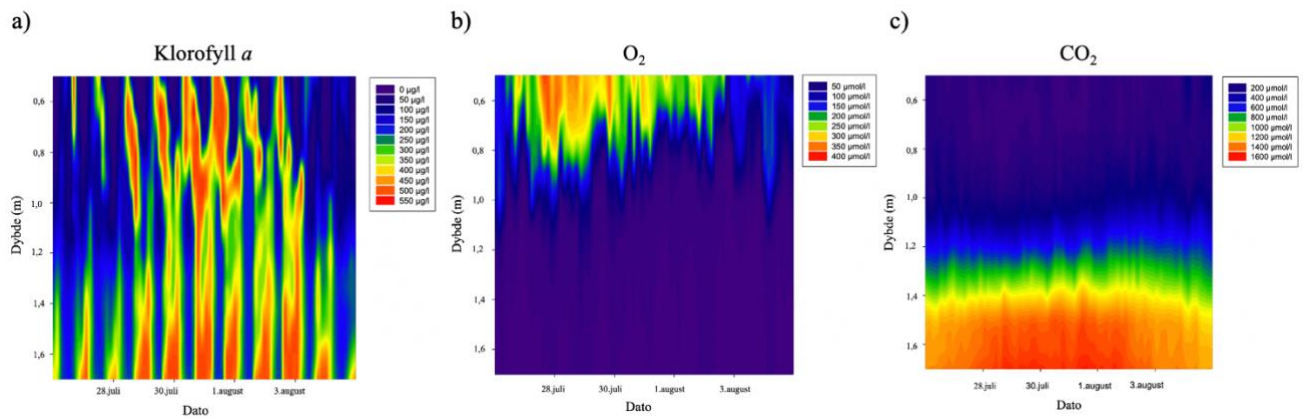 a)
Klorofyll a
0 µg/l
50 µg/l
100 µg/l
150 µg/l
200 µg/l
250 µg/l
300 µg/l
350 µg/l
400 µg/l
450 µg/l
500 µg/l
550 µg/l
Dybde (m)
0,6
0,8
1,0
1,2
1,4
1,6
28.juli
30.juli
1.august
3.august
Dato
b)
O₂
50 µmol/l
100 µmol/l
150 µmol/l
200 µmol/l
250 µmol/l
300 µmol/l
350 µmol/l
400 µmol/l
Dybde (m)
0,6
0,8
1,0
1,2
1,4
1,6
28.juli
30.juli
1.august
3.august
Dato
c)
CO₂
200 µmol/l
400 µmol/l
600 µmol/l
800 µmol/l
1000 µmol/l
1200 µmol/l
1400 µmol/l
1600 µmol/l
Dybde (m)
0,6
0,8
1,0
1,2
1,4
1,6
28.juli
30.juli
1.august
3.august
Dato